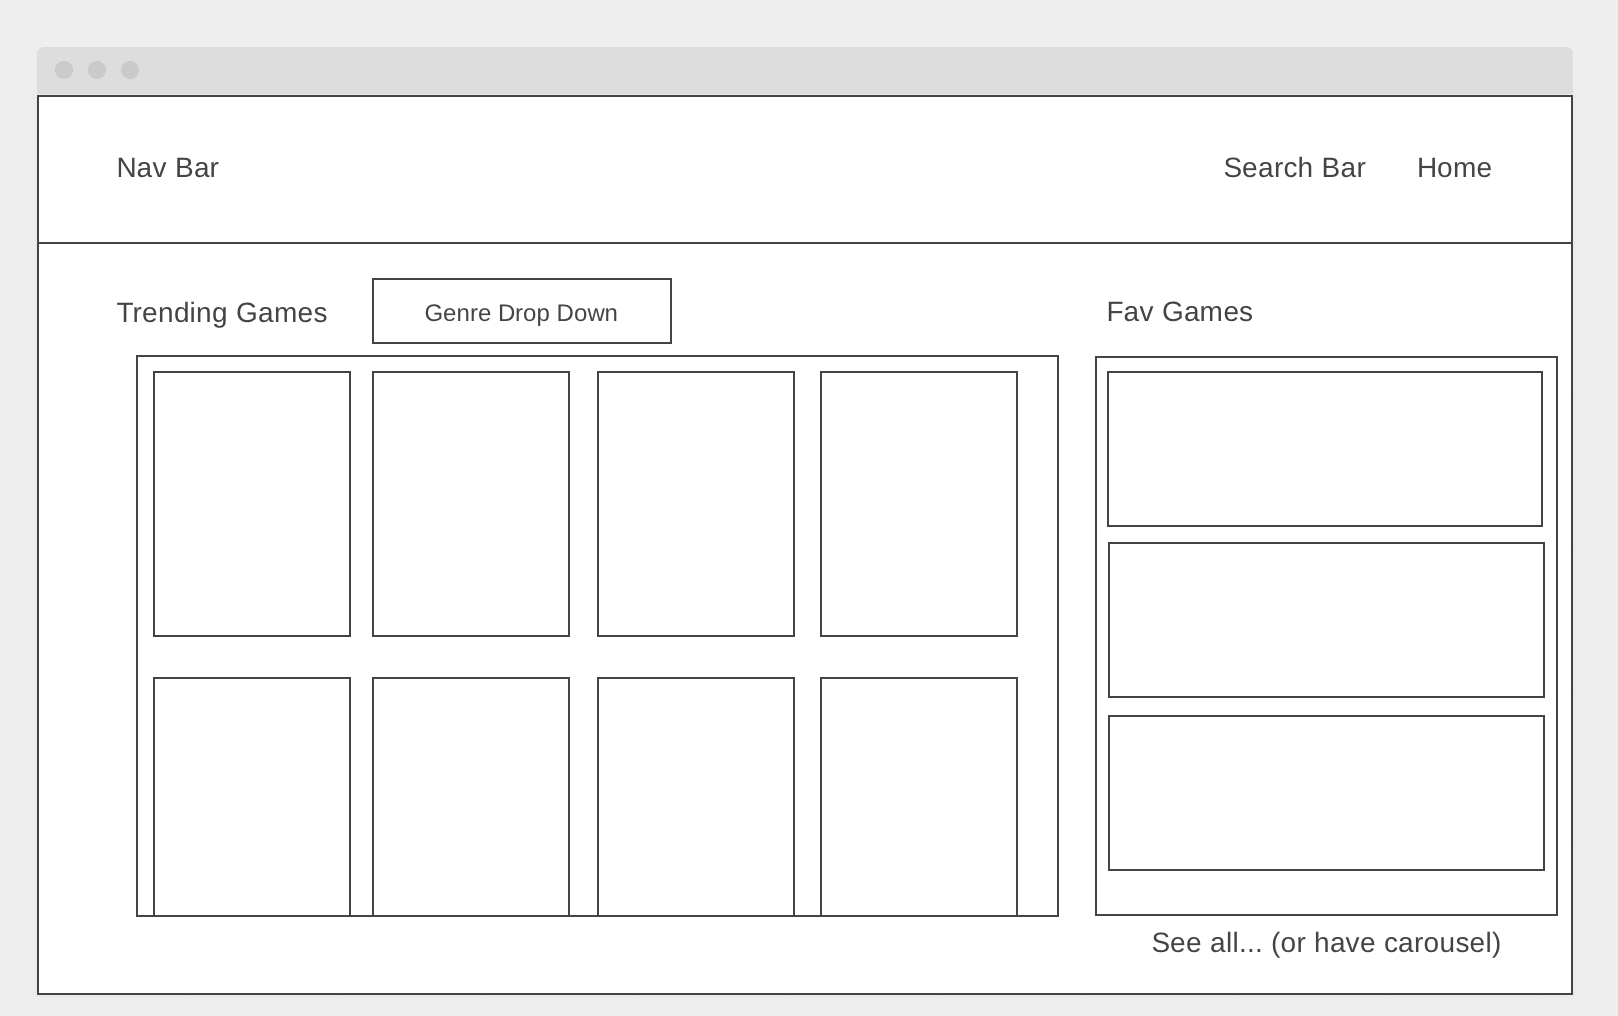 Nav Bar
Search Bar
Home
Trending Games
Genre Drop Down
Fav Games
See all... (or have carousel)